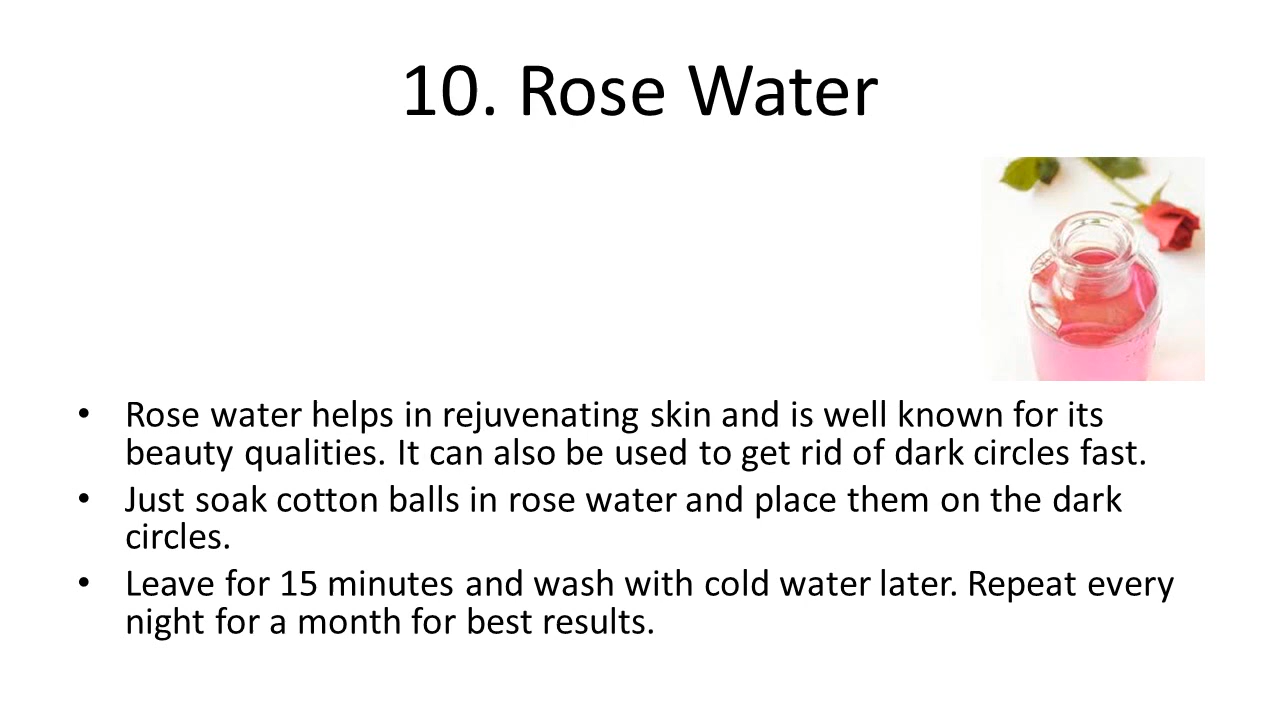 10. Rose Water
• Rose water helps in rejuvenating skin and is well known for its
beauty qualities. It can also be used to get rid of dark circles fast.
• Just soak cotton balls in rose water and place them on the dark
circles.
• Leave for 15 minutes and wash with cold water later. Repeat every
night for a month for best results.